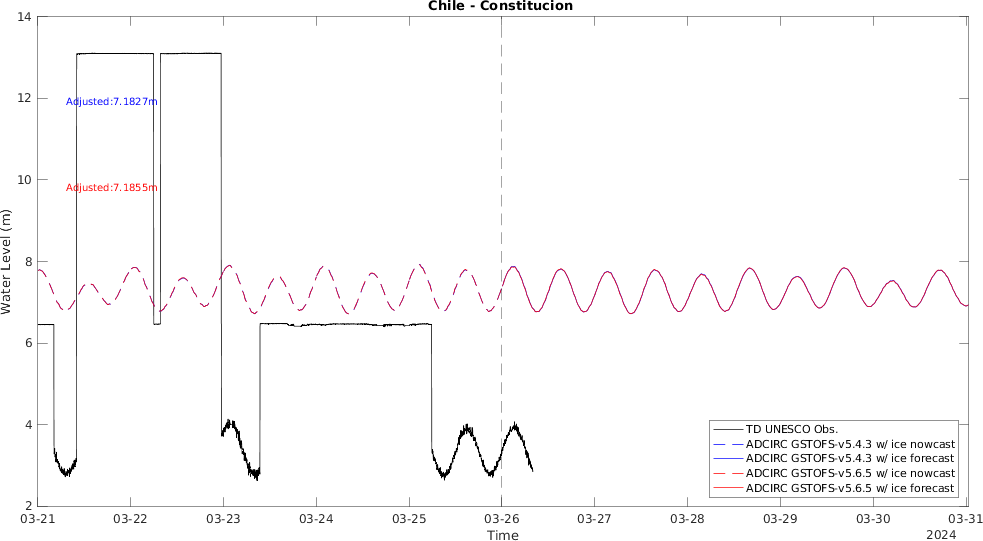 Chile - Constitucion
14
12
10
8
6
4
2
Water Level (m)
Adjusted:7.1827m
Adjusted:7.1855m
TD UNESCO Obs.
ADCIRC GSTOFS-v5.4.3 w/ ice nowcast
ADCIRC GSTOFS-v5.4.3 w/ ice forecast
ADCIRC GSTOFS-v5.6.5 w/ ice nowcast
ADCIRC GSTOFS-v5.6.5 w/ ice forecast
03-21 03-22 03-23 03-24 03-25 03-26 03-27 03-28 03-29 03-30 03-31
Time
2024